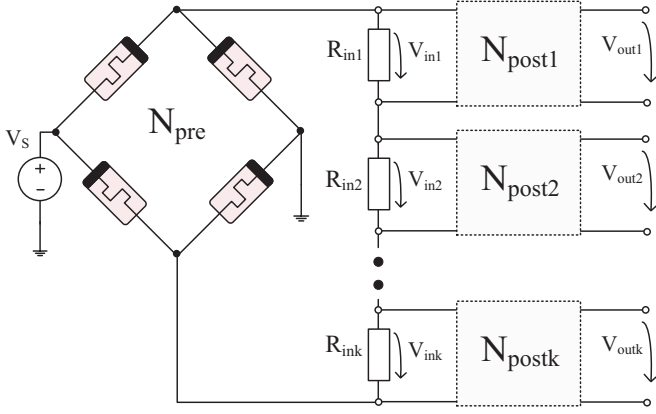 R_in1 V_in1 N_post1 V_out1
N_pre
V_S
+
-
R_in2 V_in2 N_post2 V_out2
R_ink V_ink N_postk V_outk